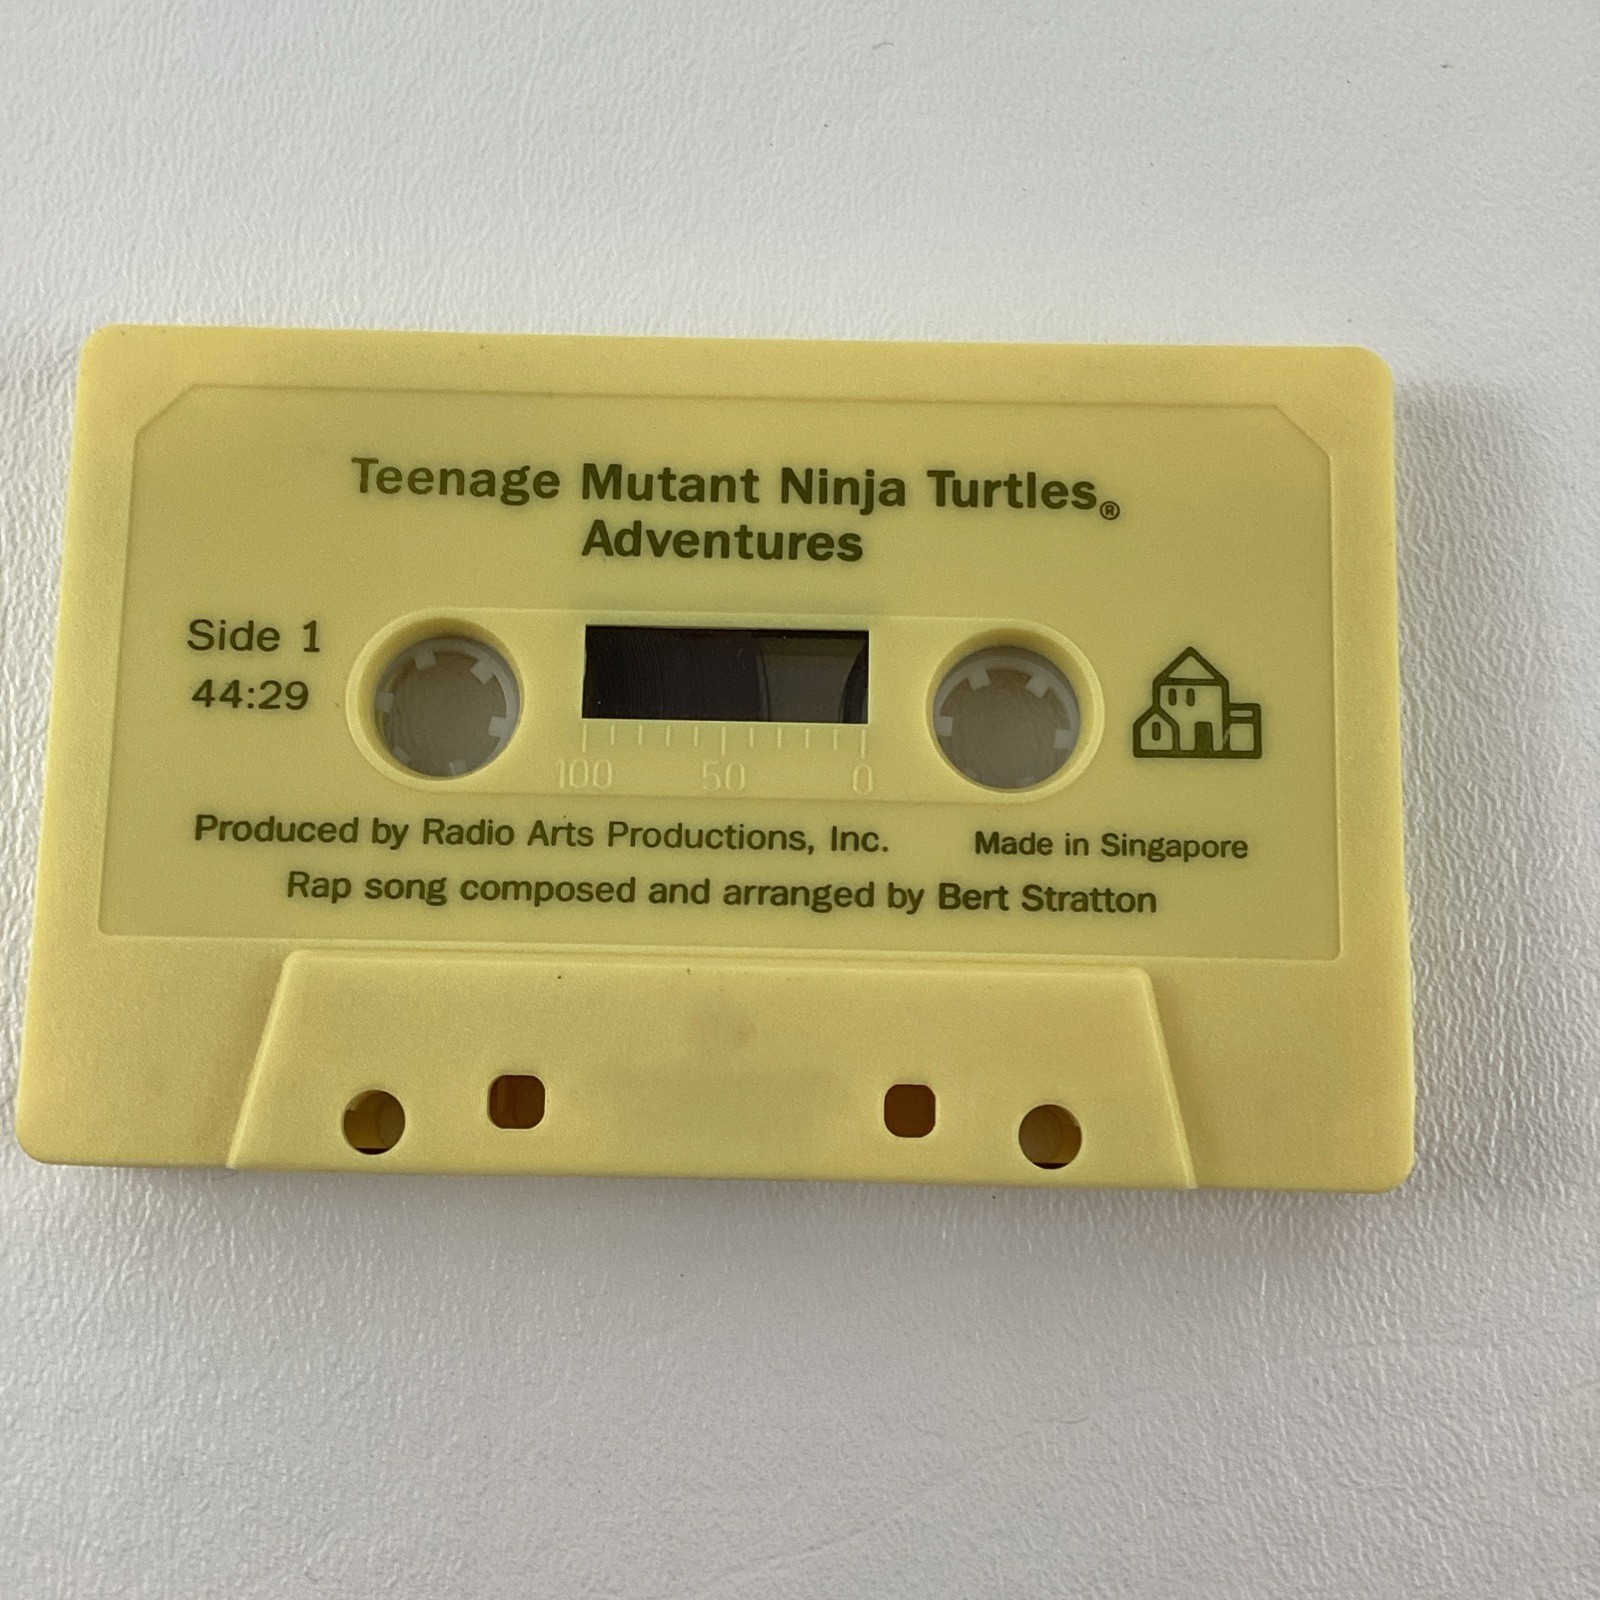 Teenage Mutant Ninja Turtles®
Adventures
Side 1
44:29
100 50 0
Produced by Radio Arts Productions, Inc. Made in Singapore
Rap song composed and arranged by Bert Stratton